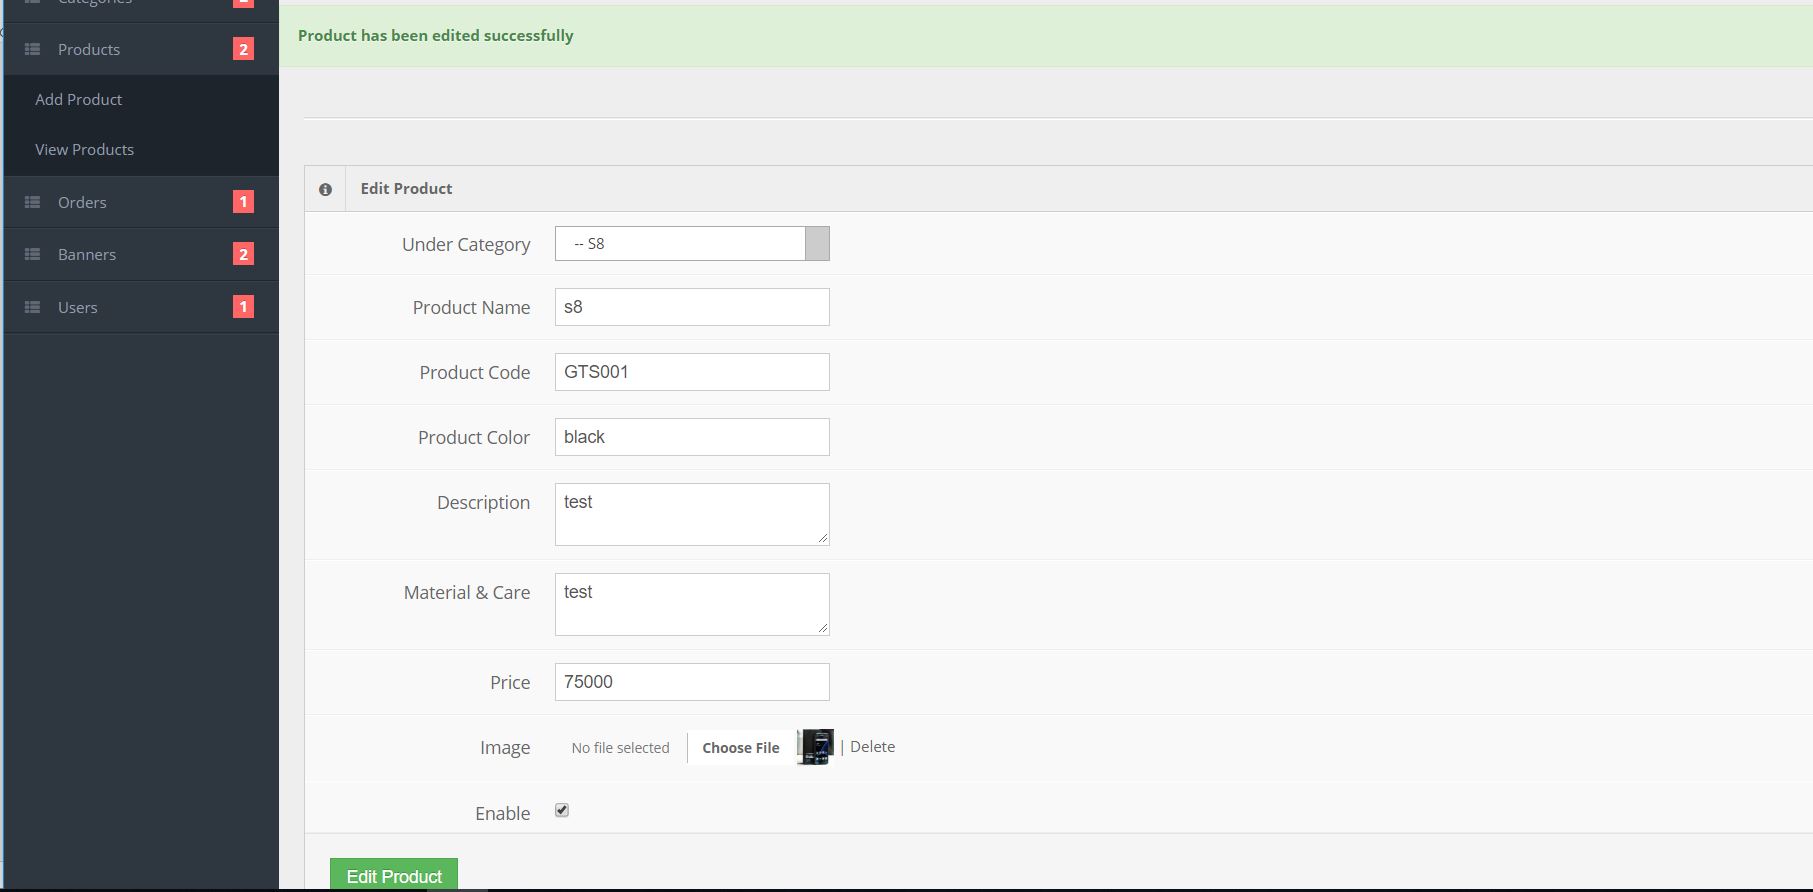 Categories 2
Products 2
Add Product
View Products
Orders 1
Banners 2
Users 1
Product has been edited successfully
Edit Product
Under Category -- S8
Product Name s8
Product Code GTS001
Product Color black
Description test
Material & Care test
Price 75000
Image No file selected Choose File | Delete
Enable
Edit Product